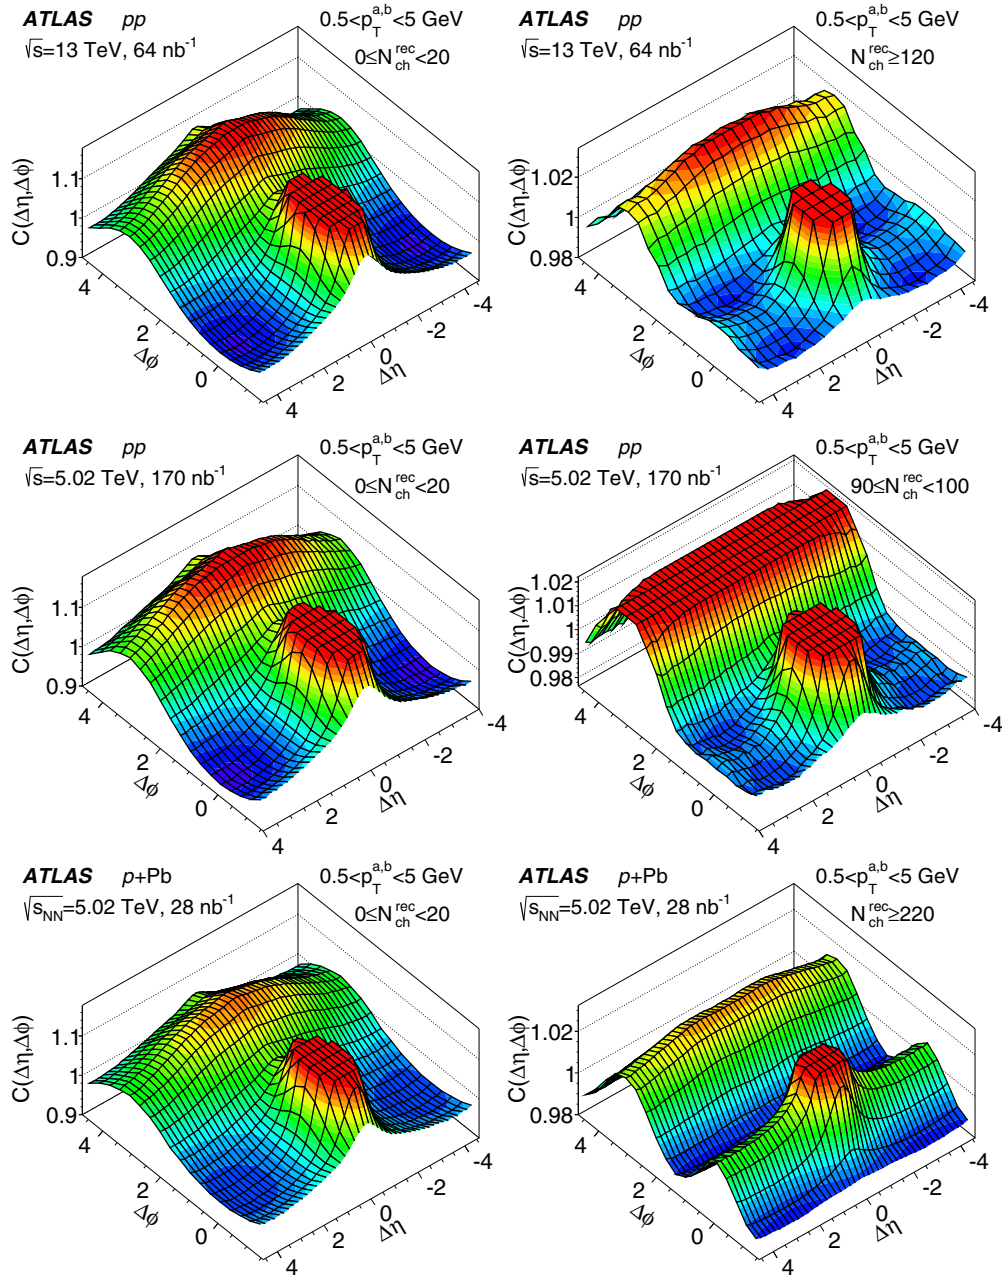 ATLAS pp 0.5<p_T^{a,b}<5 GeV
√s=13 TeV, 64 nb⁻¹ 0≤N_ch^rec<20
C(Δη,Δφ)
1.1
1
0.9
4
2
0
Δφ
4
2
0
-2
-4
Δη
ATLAS pp 0.5<p_T^{a,b}<5 GeV
√s=13 TeV, 64 nb⁻¹ N_ch^rec≥120
C(Δη,Δφ)
1.02
1
0.98
4
2
0
Δφ
4
2
0
-2
-4
Δη
ATLAS pp 0.5<p_T^{a,b}<5 GeV
√s=5.02 TeV, 170 nb⁻¹ 0≤N_ch^rec<20
C(Δη,Δφ)
1.1
1
0.9
4
2
0
Δφ
4
2
0
-2
-4
Δη
ATLAS pp 0.5<p_T^{a,b}<5 GeV
√s=5.02 TeV, 170 nb⁻¹ 90≤N_ch^rec<100
C(Δη,Δφ)
1.02
1.01
1
0.99
0.98
4
2
0
Δφ
4
2
0
-2
-4
Δη
ATLAS p+Pb 0.5<p_T^{a,b}<5 GeV
√s_NN=5.02 TeV, 28 nb⁻¹ 0≤N_ch^rec<20
C(Δη,Δφ)
1.1
1
0.9
4
2
0
Δφ
4
2
0
-2
-4
Δη
ATLAS p+Pb 0.5<p_T^{a,b}<5 GeV
√s_NN=5.02 TeV, 28 nb⁻¹ N_ch^rec≥220
C(Δη,Δφ)
1.02
1
0.98
4
2
0
Δφ
4
2
0
-2
-4
Δη